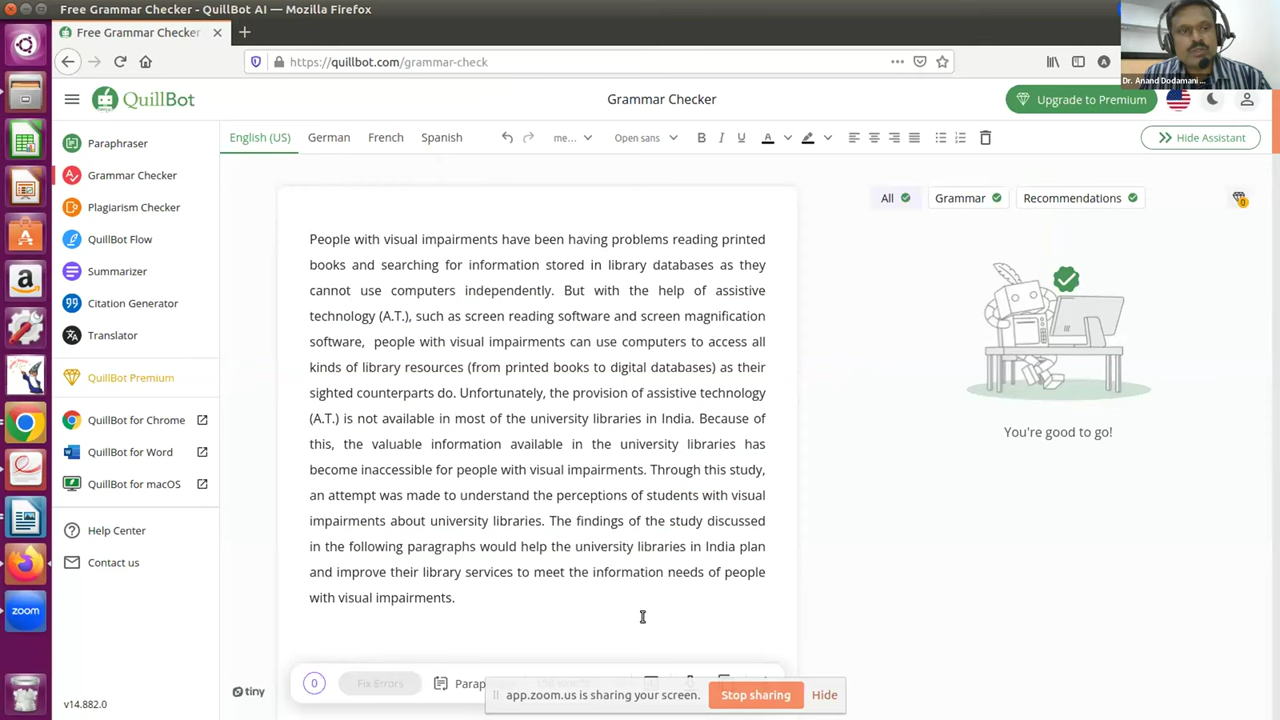 Free Grammar Checker - QuillBot AI — Mozilla Firefox
Free Grammar Checker
https://quillbot.com/grammar-check
Dr. Anand Dodamani ...
QuillBot
Grammar Checker
Upgrade to Premium
English (US) German French Spanish
me...
Open sans
B I U A
Hide Assistant
Paraphraser
Grammar Checker
Plagiarism Checker
QuillBot Flow
Summarizer
Citation Generator
Translator
QuillBot Premium
QuillBot for Chrome
QuillBot for Word
QuillBot for macOS
Help Center
Contact us
v14.882.0
People with visual impairments have been having problems reading printed
books and searching for information stored in library databases as they
cannot use computers independently. But with the help of assistive
technology (A.T.), such as screen reading software and screen magnification
software, people with visual impairments can use computers to access all
kinds of library resources (from printed books to digital databases) as their
sighted counterparts do. Unfortunately, the provision of assistive technology
(A.T.) is not available in most of the university libraries in India. Because of
this, the valuable information available in the university libraries has
become inaccessible for people with visual impairments. Through this study,
an attempt was made to understand the perceptions of students with visual
impairments about university libraries. The findings of the study discussed
in the following paragraphs would help the university libraries in India plan
and improve their library services to meet the information needs of people
with visual impairments.
All Grammar Recommendations
0
You're good to go!
tiny
0 Fix Errors Parap
app.zoom.us is sharing your screen. Stop sharing Hide
zoom